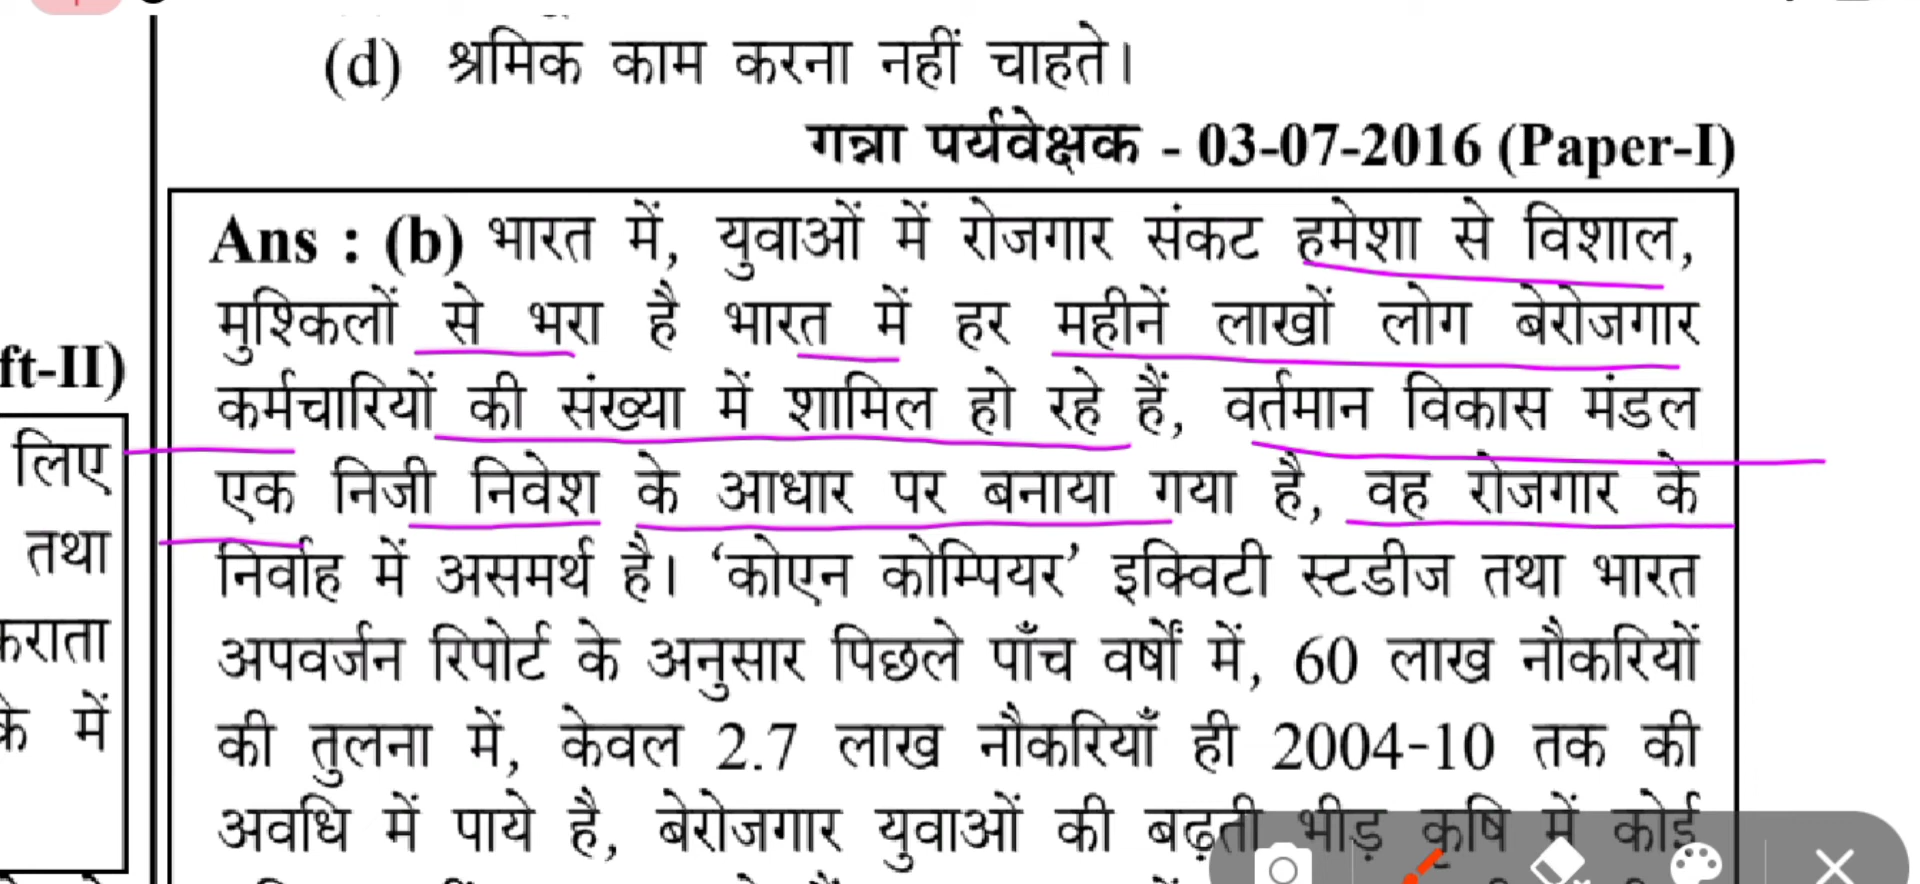 (d) श्रमिक काम करना नहीं चाहते।
गन्ना पर्यवेक्षक - 03-07-2016 (Paper-I)
Ans : (b) भारत में, युवाओं में रोजगार संकट हमेशा से विशाल,
मुश्किलों से भरा है भारत में हर महीनें लाखों लोग बेरोजगार
कर्मचारियों की संख्या में शामिल हो रहे हैं, वर्तमान विकास मंडल
एक निजी निवेश के आधार पर बनाया गया है, वह रोजगार के
निर्वाह में असमर्थ है। ‘कोएन कोम्पियर’ इक्विटी स्टडीज तथा भारत
अपवर्जन रिपोर्ट के अनुसार पिछले पाँच वर्षों में, 60 लाख नौकरियों
की तुलना में, केवल 2.7 लाख नौकरियाँ ही 2004-10 तक की
अवधि में पाये है, बेरोजगार युवाओं की बढ़ती भीड़ कृषि में कोई
ft-II)
लिए
तथा
कराता
के में